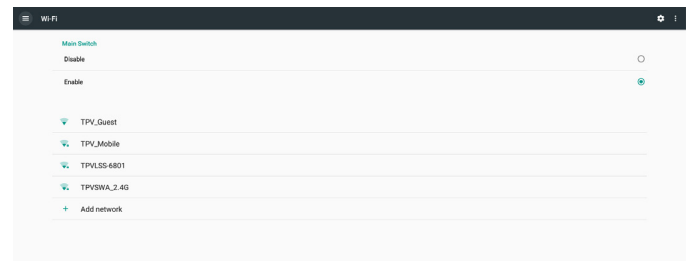 Wi-Fi
Main Switch
Disable
Enable
TPV_Guest
TPV_Mobile
TPVLSS-6801
TPVSWA_2.4G
Add network